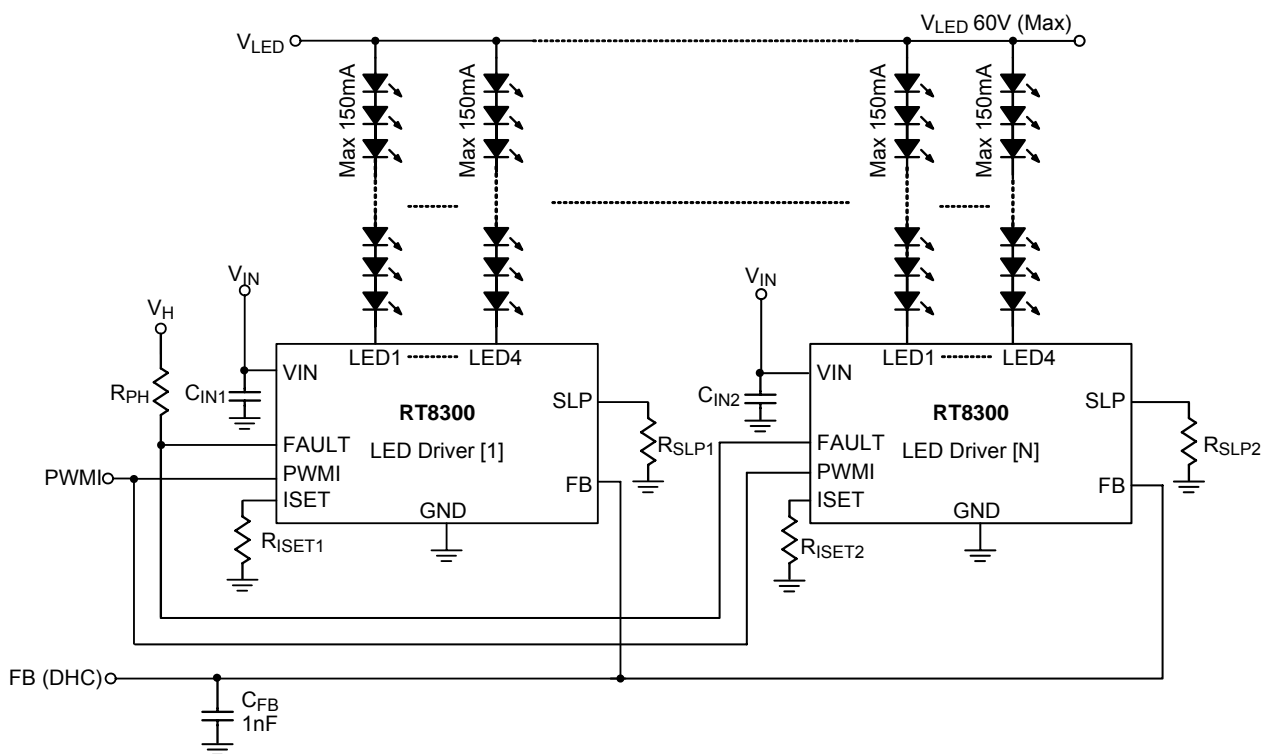 VLED
VLED 60V (Max)
Max 150mA
Max 150mA
Max 150mA
Max 150mA
VIN
VIN
VH
LED1
LED4
LED1
LED4
RPH
CIN1
VIN
RT8300
SLP
RSLP1
CIN2
VIN
RT8300
SLP
RSLP2
FAULT
LED Driver [1]
FAULT
LED Driver [N]
PWMI
PWMI
FB
PWMI
FB
ISET
GND
ISET
GND
RISET1
RISET2
FB (DHC)
CFB
1nF